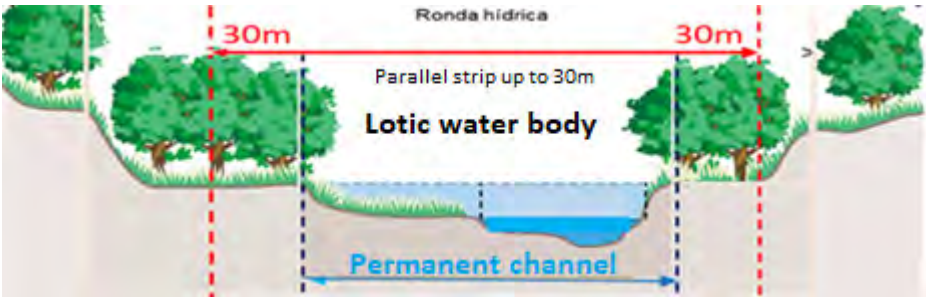 Ronda hídrica
30m 30m
Parallel strip up to 30m
Lotic water body
Permanent channel